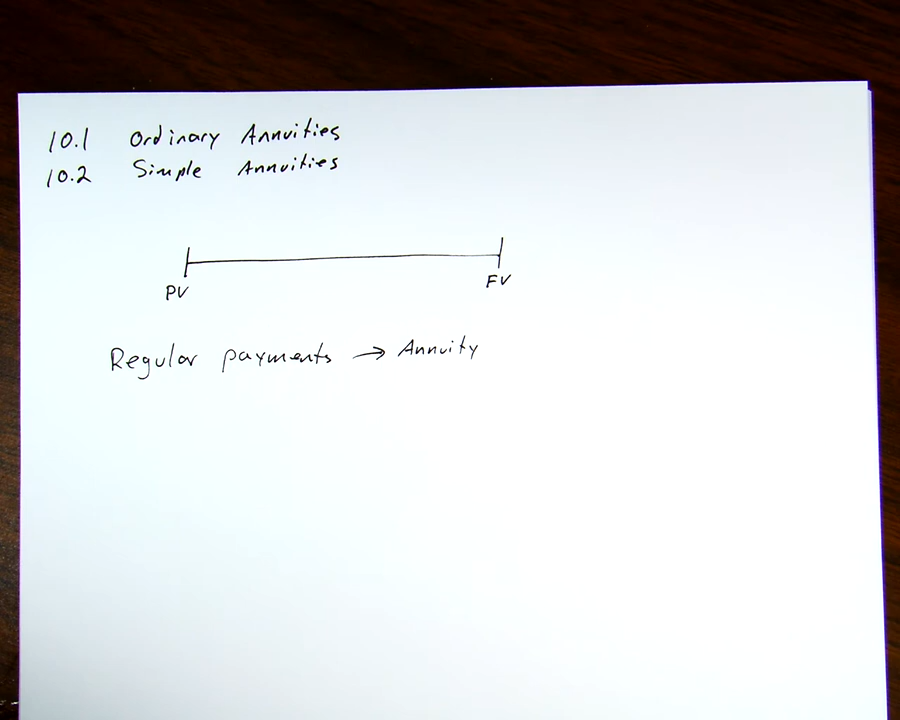 10.1 Ordinary Annuities
10.2 Simple Annuities
PV FV
Regular payments → Annuity